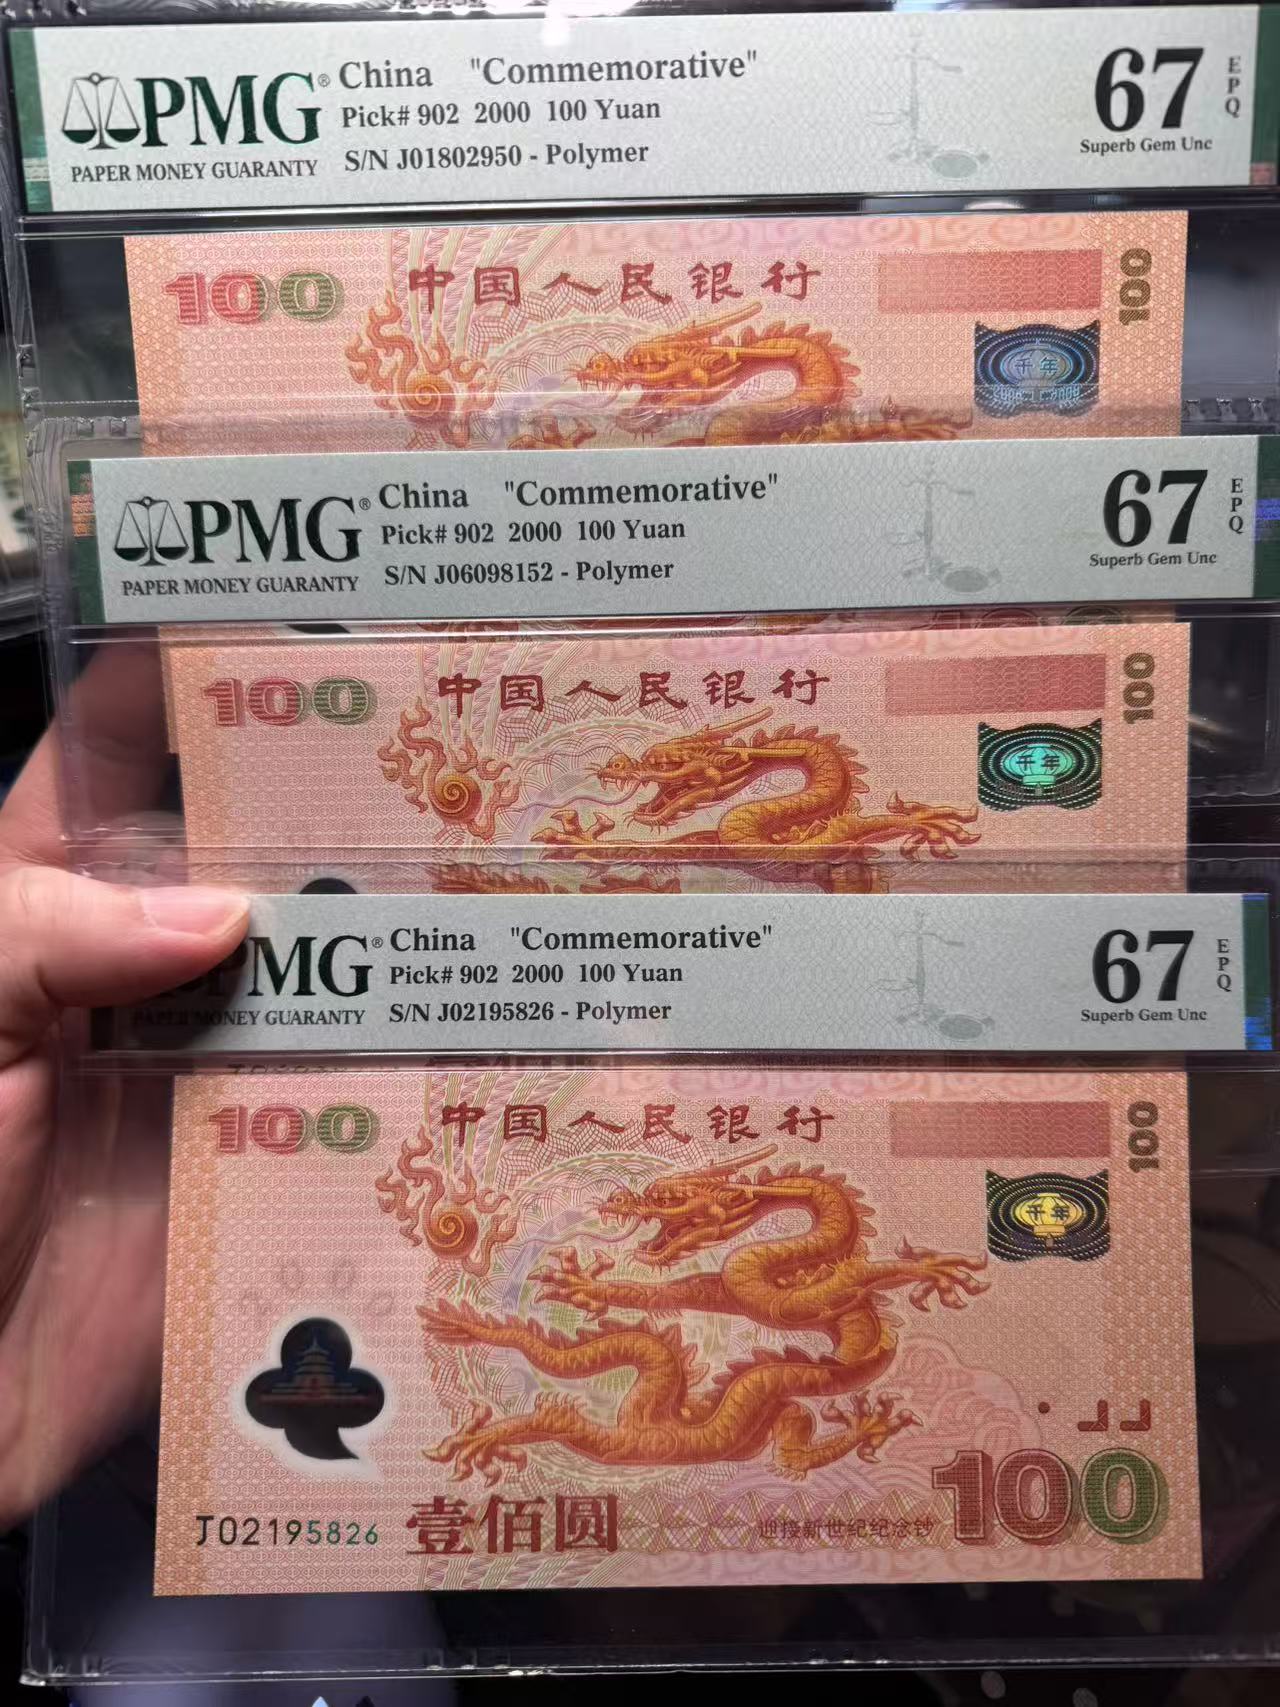 PMG® China "Commemorative" 67 EPQ
Pick# 902 2000 100 Yuan
PAPER MONEY GUARANTY S/N J01802950 - Polymer Superb Gem Unc
100 中国人民银行 100
千年
PMG® China "Commemorative" 67 EPQ
Pick# 902 2000 100 Yuan
PAPER MONEY GUARANTY S/N J06098152 - Polymer Superb Gem Unc
100 中国人民银行 100
千年
PMG® China "Commemorative" 67 EPQ
Pick# 902 2000 100 Yuan
PAPER MONEY GUARANTY S/N J02195826 - Polymer Superb Gem Unc
100 中国人民银行 100
千年
J02195826 壹佰圆 迎接新世纪纪念钞 100